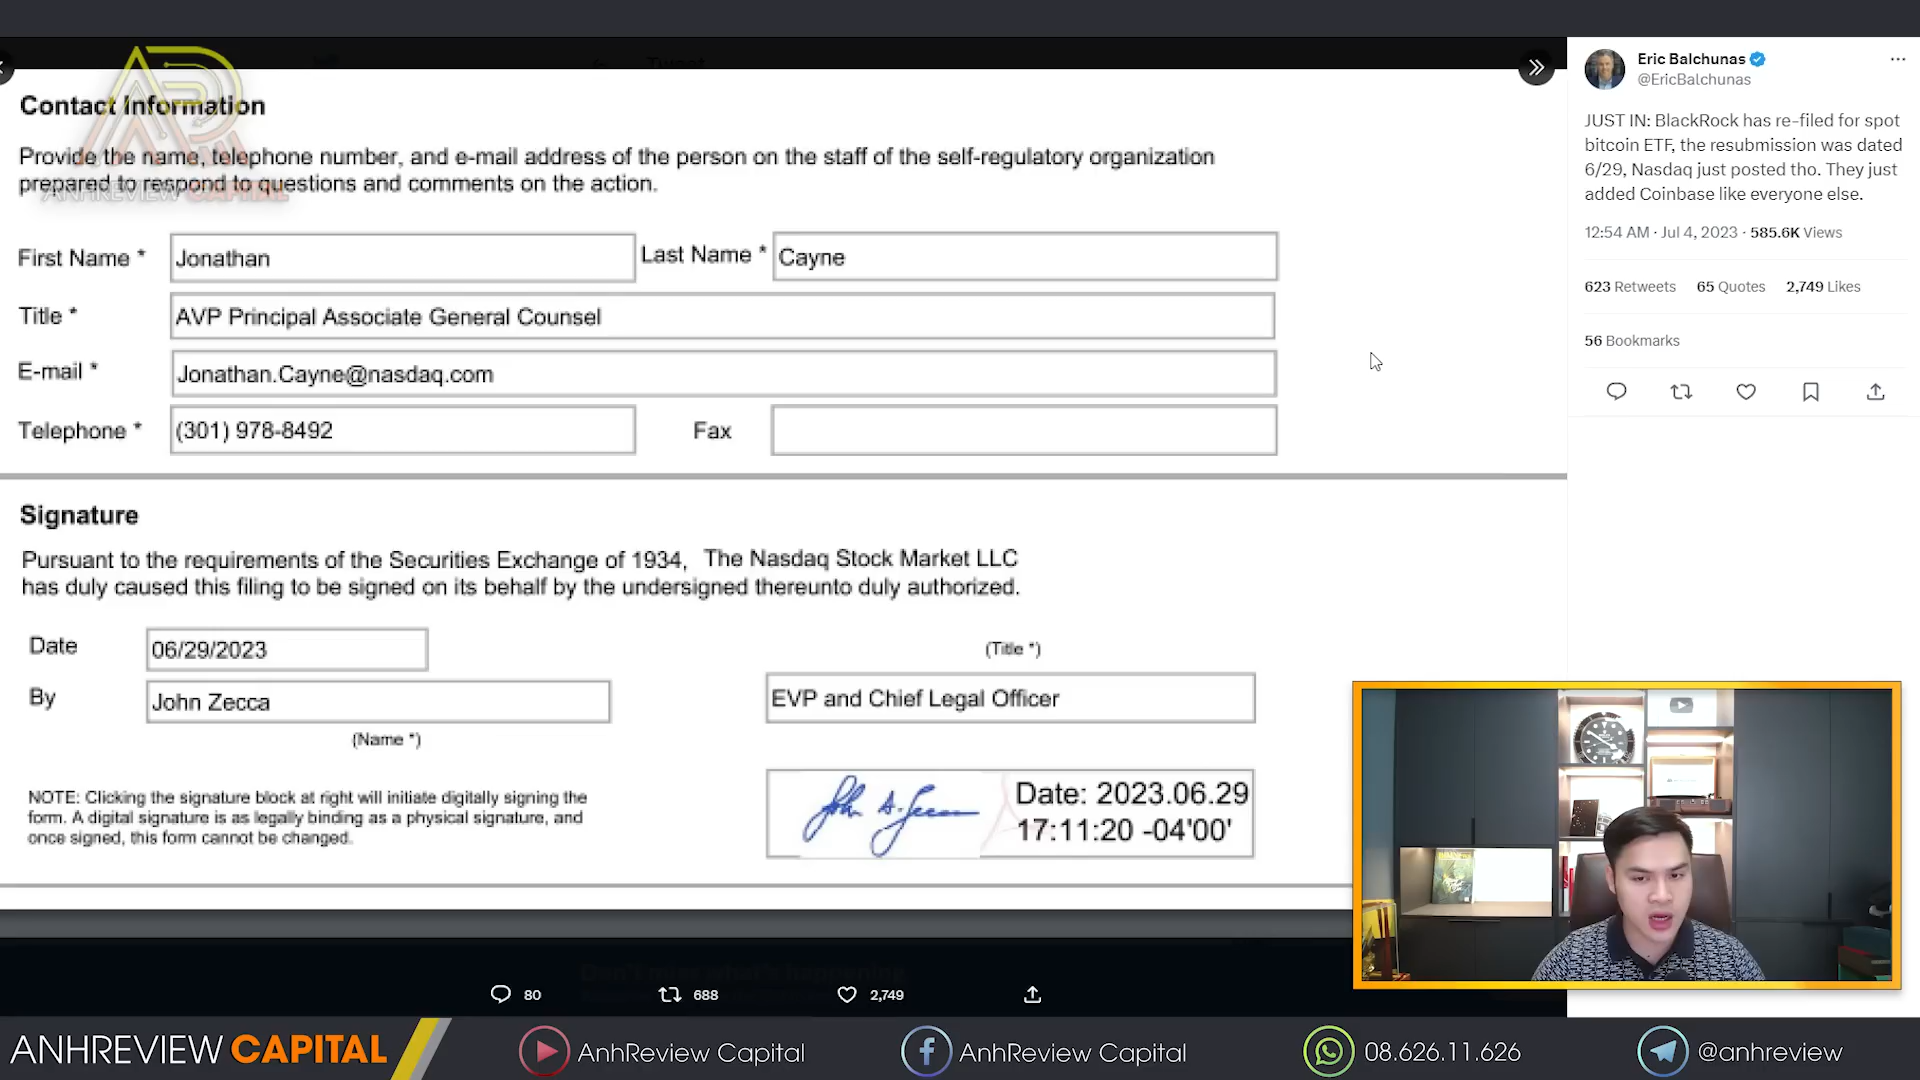 Tweet
Contact Information
Provide the name, telephone number, and e-mail address of the person on the staff of the self-regulatory organization
prepared to respond to questions and comments on the action.
ANHREVIEW CAPITAL
First Name * Jonathan Last Name * Cayne
Title * AVP Principal Associate General Counsel
E-mail * Jonathan.Cayne@nasdaq.com
Telephone * (301) 978-8492 Fax
Signature
Pursuant to the requirements of the Securities Exchange of 1934, The Nasdaq Stock Market LLC
has duly caused this filing to be signed on its behalf by the undersigned thereunto duly authorized.
Date 06/29/2023 (Title *)
By John Zecca EVP and Chief Legal Officer
(Name *)
NOTE: Clicking the signature block at right will initiate digitally signing the
form. A digital signature is as legally binding as a physical signature, and
once signed, this form cannot be changed.
Date: 2023.06.29
17:11:20 -04'00'
Don't miss what's happening
80 688 2,749
Eric Balchunas
@EricBalchunas
JUST IN: BlackRock has re-filed for spot
bitcoin ETF, the resubmission was dated
6/29, Nasdaq just posted tho. They just
added Coinbase like everyone else.
12:54 AM · Jul 4, 2023 · 585.6K Views
623 Retweets 65 Quotes 2,749 Likes
56 Bookmarks
ANHREVIEW CAPITAL AnhReview Capital AnhReview Capital 08.626.11.626 @anhreview